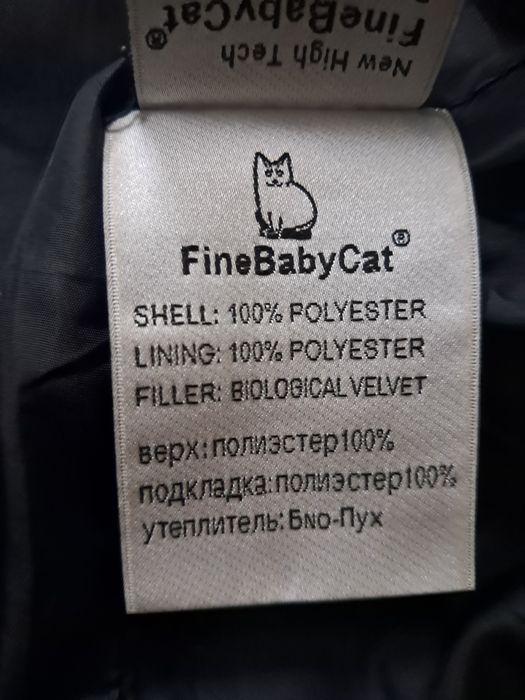 New High Tech
FineBabyCat®
FineBabyCat®
SHELL: 100% POLYESTER
LINING: 100% POLYESTER
FILLER: BIOLOGICAL VELVET
верх:полиэстер100%
подкладка:полиэстер100%
утеплитель:БNо-Пух